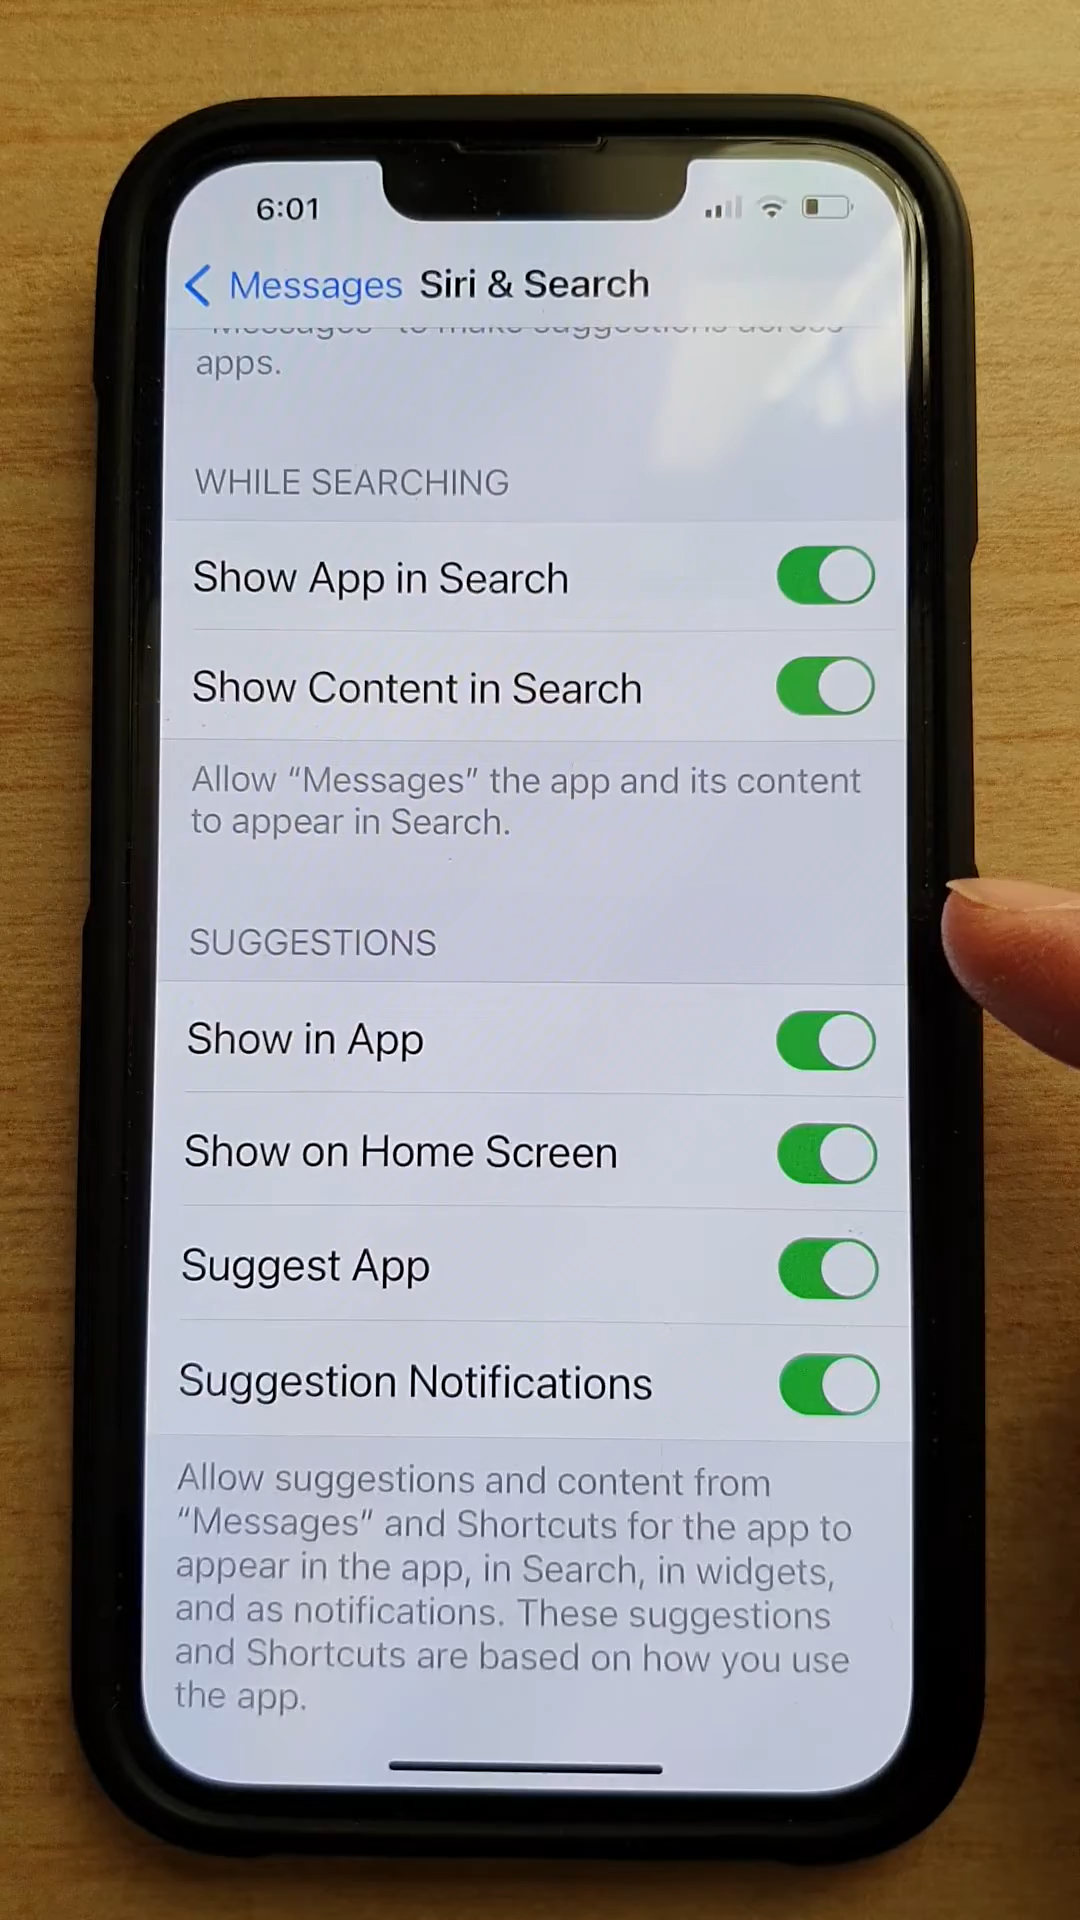 6:01
Messages Siri & Search
apps.
WHILE SEARCHING
Show App in Search
Show Content in Search
Allow “Messages” the app and its content
to appear in Search.
SUGGESTIONS
Show in App
Show on Home Screen
Suggest App
Suggestion Notifications
Allow suggestions and content from
“Messages” and Shortcuts for the app to
appear in the app, in Search, in widgets,
and as notifications. These suggestions
and Shortcuts are based on how you use
the app.